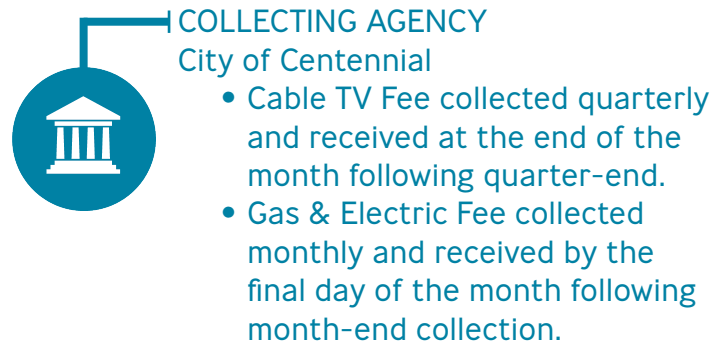 COLLECTING AGENCY
City of Centennial
• Cable TV Fee collected quarterly
and received at the end of the
month following quarter-end.
• Gas & Electric Fee collected
monthly and received by the
final day of the month following
month-end collection.